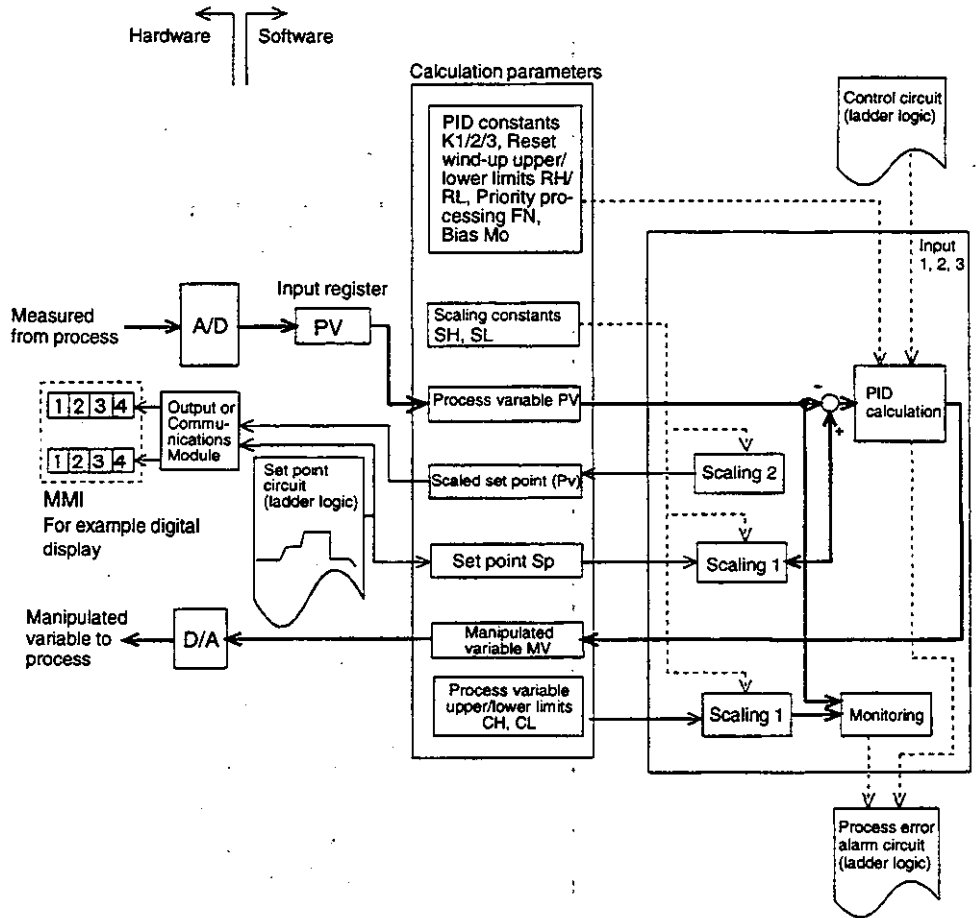 Hardware
Software
Calculation parameters
PID constants
K1/2/3, Reset
wind-up upper/
lower limits RH/
RL, Priority pro-
cessing FN,
Bias Mo
Control circuit
(ladder logic)
Input
1, 2, 3
Input register
Measured
from process
A/D
PV
Scaling constants
SH, SL
Process variable PV
-
+
PID
calculation
1 2 3 4
1 2 3 4
Output or
Commu-
nications
Module
MMI
For example digital
display
Set point
circuit
(ladder logic)
Scaled set point (Pv)
Scaling 2
Set point Sp
Scaling 1
Manipulated
variable to
process
D/A
Manipulated
variable MV
Process variable
upper/lower limits
CH, CL
Scaling 1
Monitoring
Process error
alarm circuit
(ladder logic)